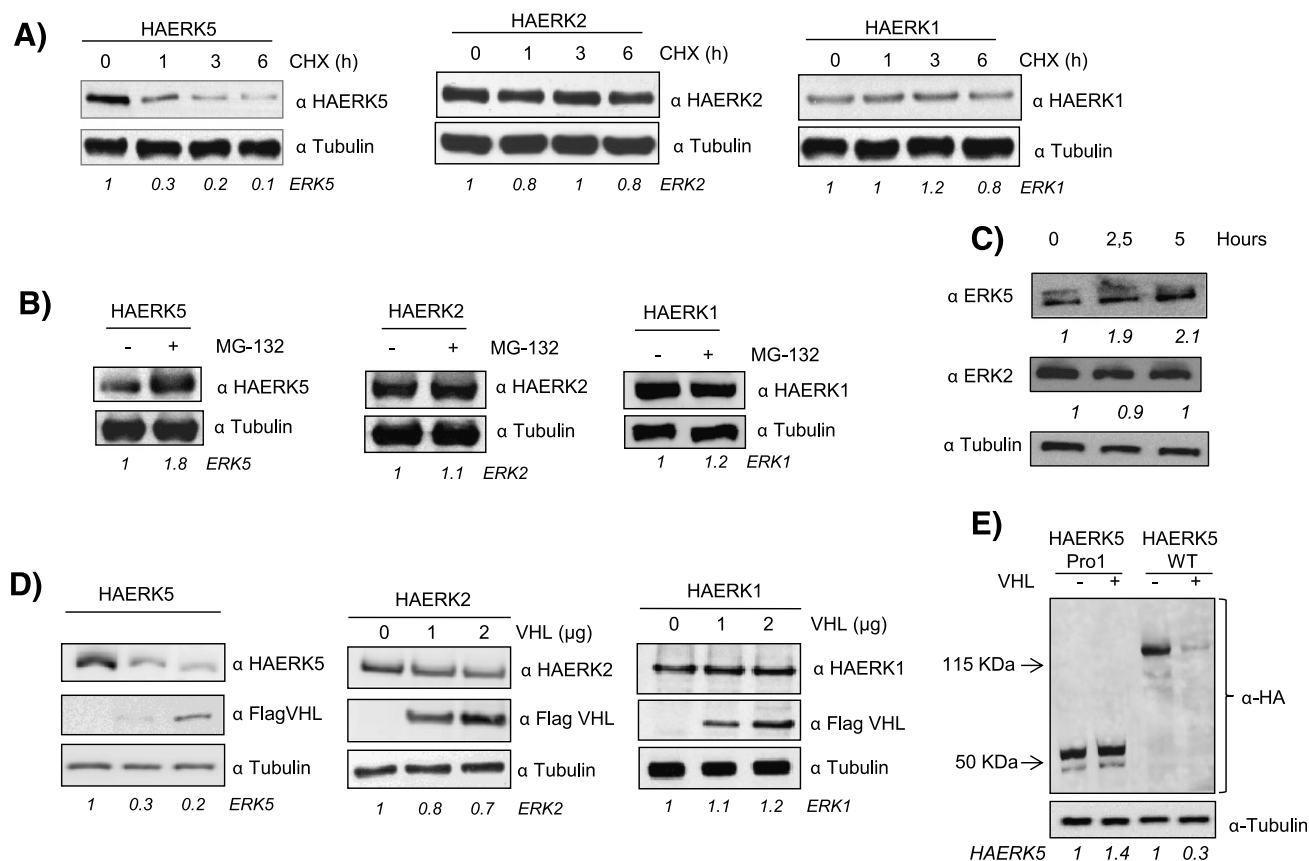 A)
HAERK5
0 1 3 6 CHX (h)
α HAERK5
α Tubulin
1 0.3 0.2 0.1 ERK5
HAERK2
0 1 3 6 CHX (h)
α HAERK2
α Tubulin
1 0.8 1 0.8 ERK2
HAERK1
0 1 3 6 CHX (h)
α HAERK1
α Tubulin
1 1 1.2 0.8 ERK1
B)
HAERK5
- + MG-132
α HAERK5
α Tubulin
1 1.8 ERK5
HAERK2
- + MG-132
α HAERK2
α Tubulin
1 1.1 ERK2
HAERK1
- + MG-132
α HAERK1
α Tubulin
1 1.2 ERK1
C)
0 2,5 5 Hours
α ERK5
1 1.9 2.1
α ERK2
1 0.9 1
α Tubulin
D)
HAERK5
α HAERK5
α FlagVHL
α Tubulin
1 0.3 0.2 ERK5
HAERK2
0 1 2 VHL (µg)
α HAERK2
α Flag VHL
α Tubulin
1 0.8 0.7 ERK2
HAERK1
0 1 2 VHL (µg)
α HAERK1
α Flag VHL
α Tubulin
1 1.1 1.2 ERK1
E)
HAERK5 HAERK5
Pro1 WT
VHL - + - +
115 KDa
α-HA
50 KDa
α-Tubulin
HAERK5 1 1.4 1 0.3